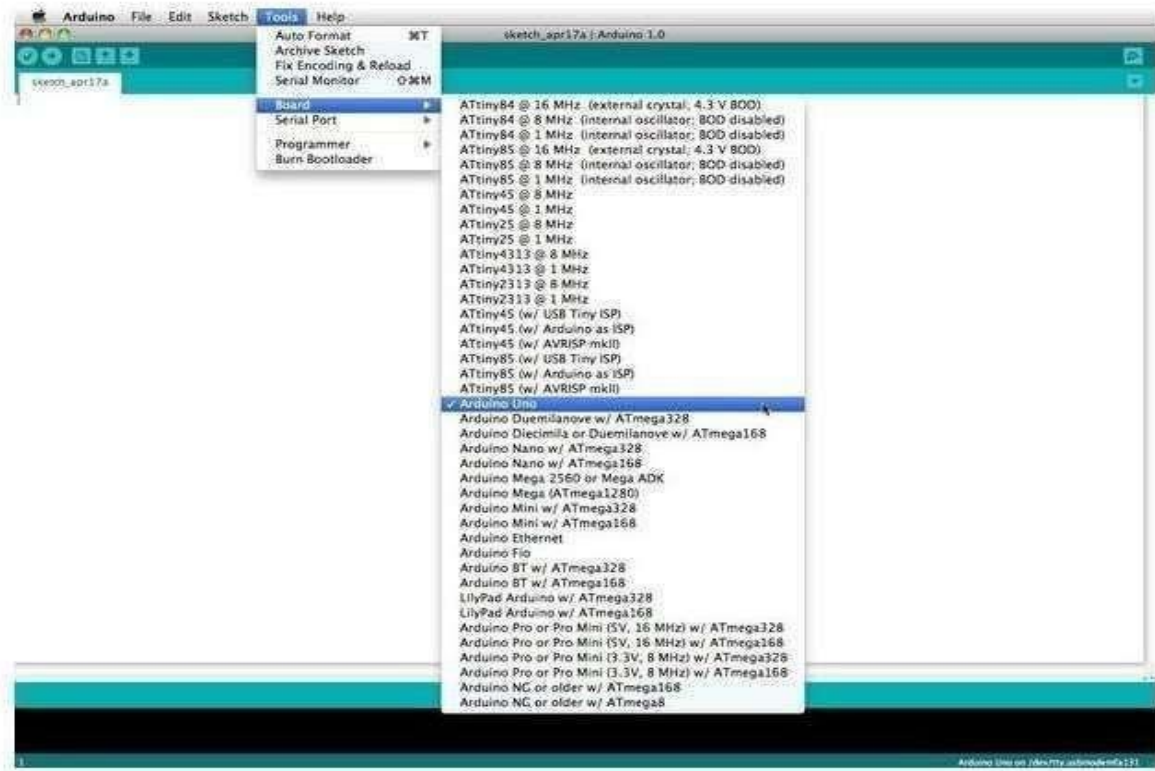 Arduino File Edit Sketch Tools Help
sketch_apr17a | Arduino 1.0
sketch_apr17a
Auto Format ⌘T
Archive Sketch
Fix Encoding & Reload
Serial Monitor ⇧⌘M
Board
Serial Port
Programmer
Burn Bootloader
ATtiny84 @ 16 MHz (external crystal; 4.3 V BOD)
ATtiny84 @ 8 MHz (internal oscillator; BOD disabled)
ATtiny84 @ 1 MHz (internal oscillator; BOD disabled)
ATtiny85 @ 16 MHz (external crystal; 4.3 V BOD)
ATtiny85 @ 8 MHz (internal oscillator; BOD disabled)
ATtiny85 @ 1 MHz (internal oscillator; BOD disabled)
ATtiny45 @ 8 MHz
ATtiny45 @ 1 MHz
ATtiny25 @ 8 MHz
ATtiny25 @ 1 MHz
ATtiny4313 @ 8 MHz
ATtiny4313 @ 1 MHz
ATtiny2313 @ 8 MHz
ATtiny2313 @ 1 MHz
ATtiny45 (w/ USB Tiny ISP)
ATtiny45 (w/ Arduino as ISP)
ATtiny45 (w/ AVRISP mkII)
ATtiny85 (w/ USB Tiny ISP)
ATtiny85 (w/ Arduino as ISP)
ATtiny85 (w/ AVRISP mkII)
✓ Arduino Uno
Arduino Duemilanove w/ ATmega328
Arduino Diecimila or Duemilanove w/ ATmega168
Arduino Nano w/ ATmega328
Arduino Nano w/ ATmega168
Arduino Mega 2560 or Mega ADK
Arduino Mega (ATmega1280)
Arduino Mini w/ ATmega328
Arduino Mini w/ ATmega168
Arduino Ethernet
Arduino Fio
Arduino BT w/ ATmega328
Arduino BT w/ ATmega168
LilyPad Arduino w/ ATmega328
LilyPad Arduino w/ ATmega168
Arduino Pro or Pro Mini (5V, 16 MHz) w/ ATmega328
Arduino Pro or Pro Mini (5V, 16 MHz) w/ ATmega168
Arduino Pro or Pro Mini (3.3V, 8 MHz) w/ ATmega328
Arduino Pro or Pro Mini (3.3V, 8 MHz) w/ ATmega168
Arduino NG or older w/ ATmega168
Arduino NG or older w/ ATmega8
1
Arduino Uno on /dev/tty.usbmodemfa131